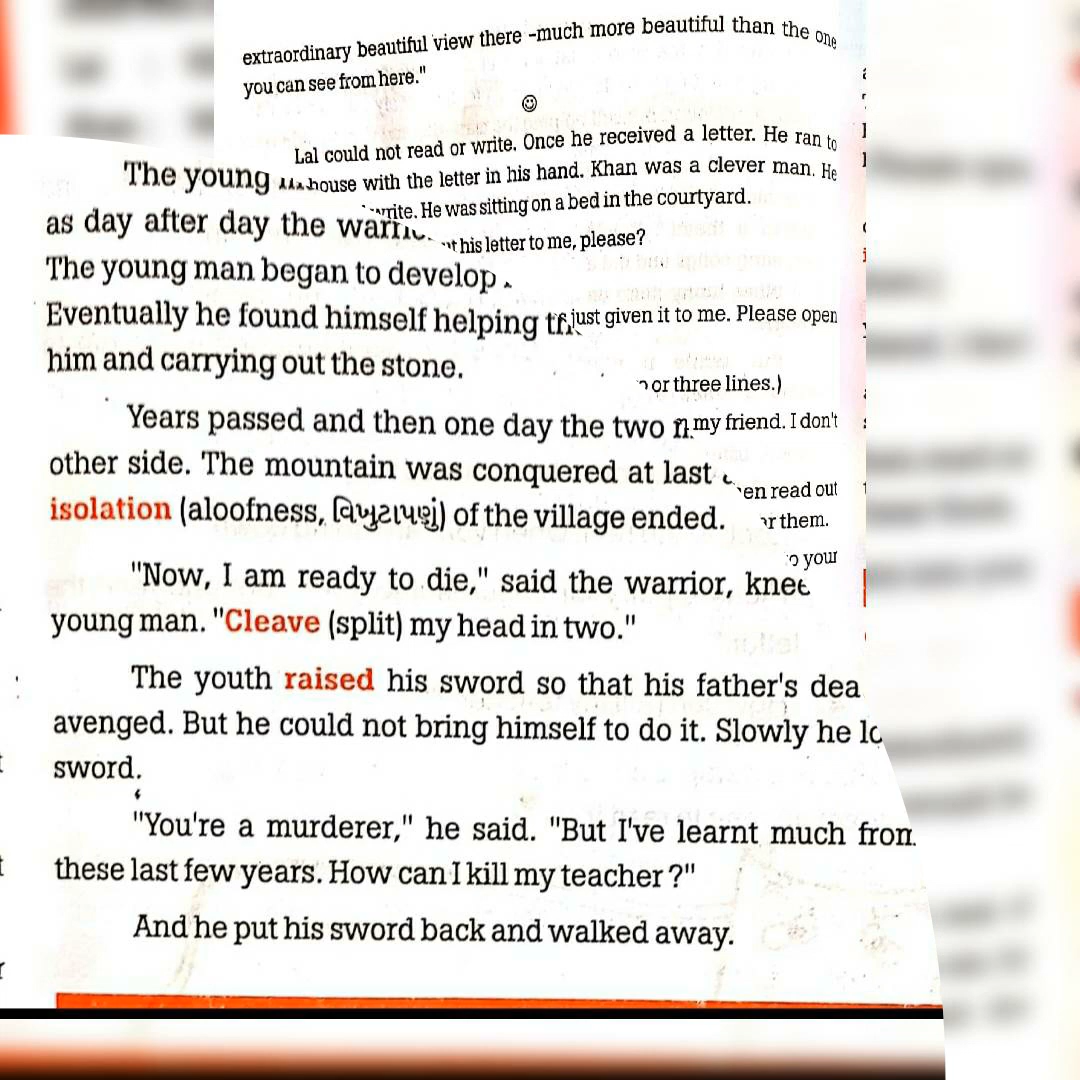 extraordinary beautiful view there -much more beautiful than the one
you can see from here."
Lal could not read or write. Once he received a letter. He ran to
house with the letter in his hand. Khan was a clever man. He
write. He was sitting on a bed in the courtyard.
his letter to me, please?
just given it to me. Please open
or three lines.)
my friend. I don't
read out
them.
your
The young
as day after day the
The young man began to develop
Eventually he found himself helping
him and carrying out the stone.
Years passed and then one day the two
other side. The mountain was conquered at last
isolation (aloofness, વિખૂટાપણું) of the village ended.
"Now, I am ready to die," said the warrior,
young man. "Cleave (split) my head in two."
The youth raised his sword so that his father's
avenged. But he could not bring himself to do it. Slowly he
sword.
"You're a murderer," he said. "But I've learnt much
these last few years. How can I kill my teacher ?"
And he put his sword back and walked away.